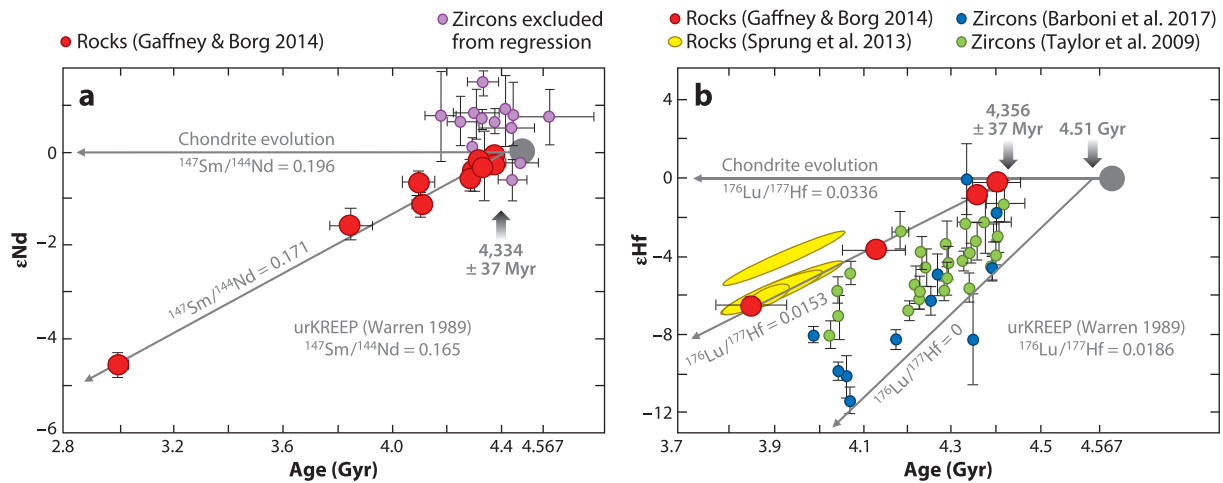 Rocks (Gaffney & Borg 2014)
Zircons excluded
from regression
a
Chondrite evolution
¹⁴⁷Sm/¹⁴⁴Nd = 0.196
¹⁴⁷Sm/¹⁴⁴Nd = 0.171
4,334
± 37 Myr
urKREEP (Warren 1989)
¹⁴⁷Sm/¹⁴⁴Nd = 0.165
εNd
0
−2
−4
−6
2.8 3.2 3.6 4.0 4.4 4.567
Age (Gyr)
Rocks (Gaffney & Borg 2014)
Zircons (Barboni et al. 2017)
Rocks (Sprung et al. 2013)
Zircons (Taylor et al. 2009)
b
4,356
± 37 Myr
4.51 Gyr
Chondrite evolution
¹⁷⁶Lu/¹⁷⁷Hf = 0.0336
¹⁷⁶Lu/¹⁷⁷Hf = 0.0153
¹⁷⁶Lu/¹⁷⁷Hf = 0
urKREEP (Warren 1989)
¹⁷⁶Lu/¹⁷⁷Hf = 0.0186
εHf
4
0
−4
−8
−12
3.7 3.9 4.1 4.2 4.3 4.5 4.567
Age (Gyr)